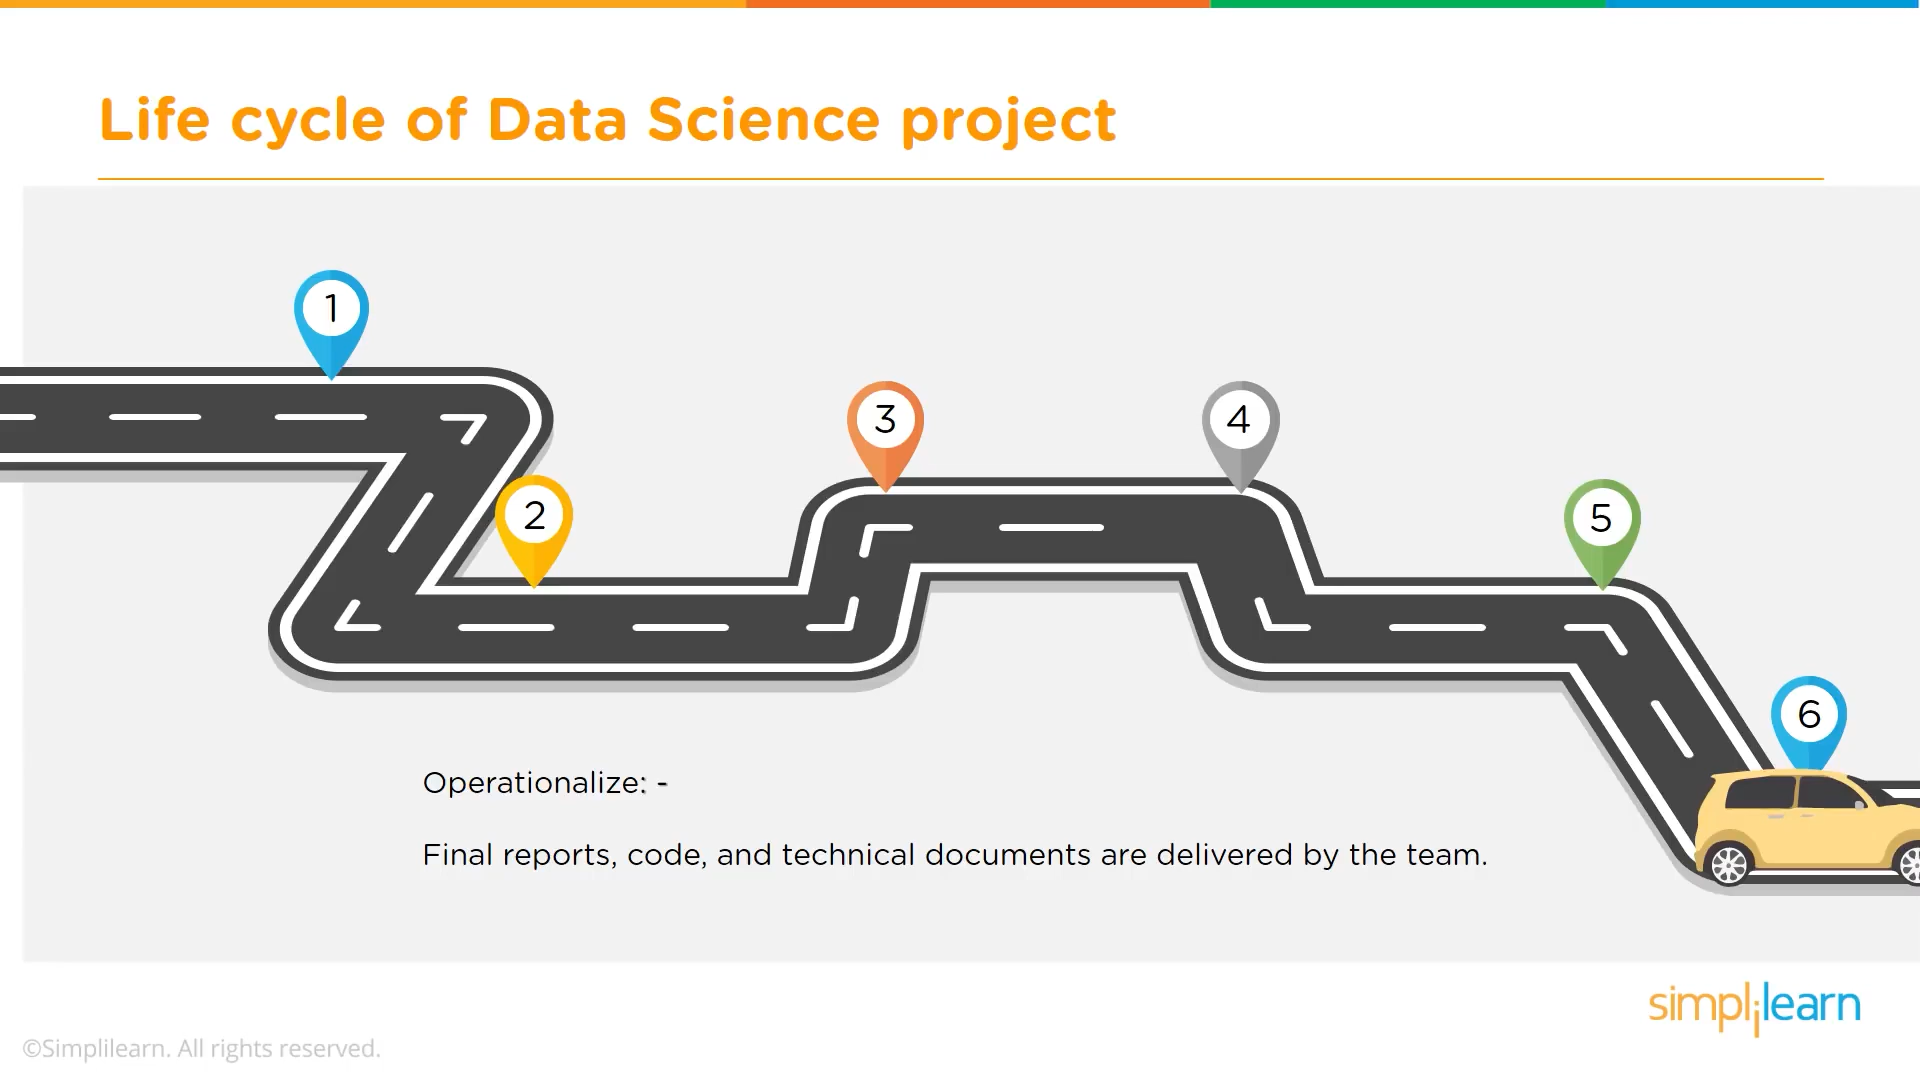 Life cycle of Data Science project
1
2
3
4
5
6
Operationalize: -
Final reports, code, and technical documents are delivered by the team.
simplilearn
©Simplilearn. All rights reserved.